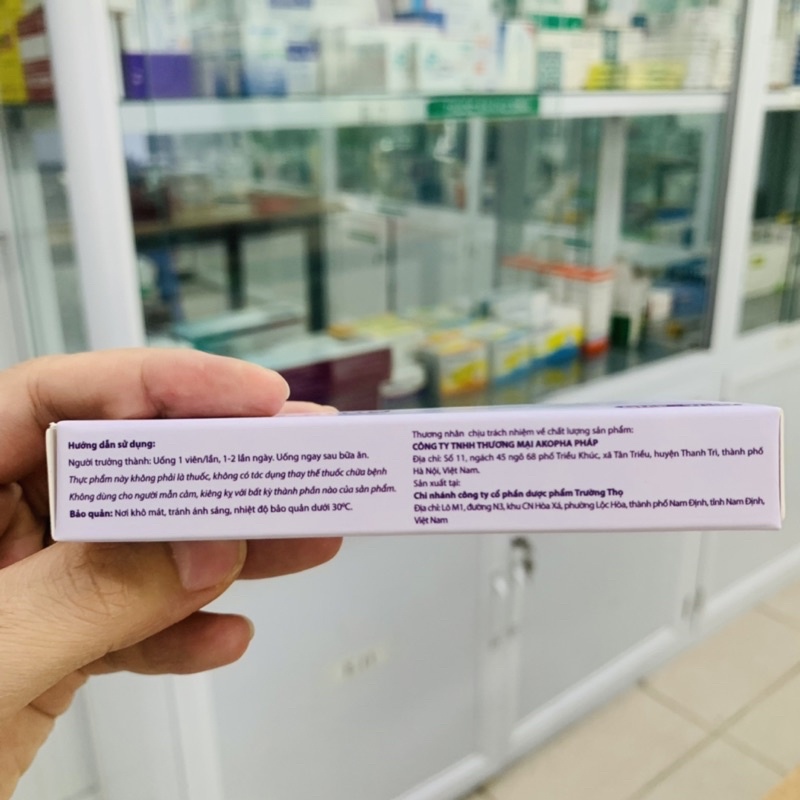 Hướng dẫn sử dụng:
Người trưởng thành: Uống 1 viên/lần, 1-2 lần ngày. Uống ngay sau bữa ăn.
Thực phẩm này không phải là thuốc, không có tác dụng thay thế thuốc chữa bệnh
Không dùng cho người mẫn cảm, kiêng kỵ với bất kỳ thành phần nào của sản phẩm.
Bảo quản: Nơi khô mát, tránh ánh sáng, nhiệt độ bảo quản dưới 30ºC.
Thương nhân chịu trách nhiệm về chất lượng sản phẩm:
CÔNG TY TNHH THƯƠNG MẠI AKOPHA PHÁP
Địa chỉ: Số 11, ngách 45 ngõ 68 phố Triều Khúc, xã Tân Triều, huyện Thanh Trì, thành phố
Hà Nội, Việt Nam.
Sản xuất tại:
Chi nhánh công ty cổ phần dược phẩm Trường Thọ
Địa chỉ: Lô M1, đường N3, khu CN Hòa Xá, phường Lộc Hòa, thành phố Nam Định, tỉnh Nam Định,
Việt Nam